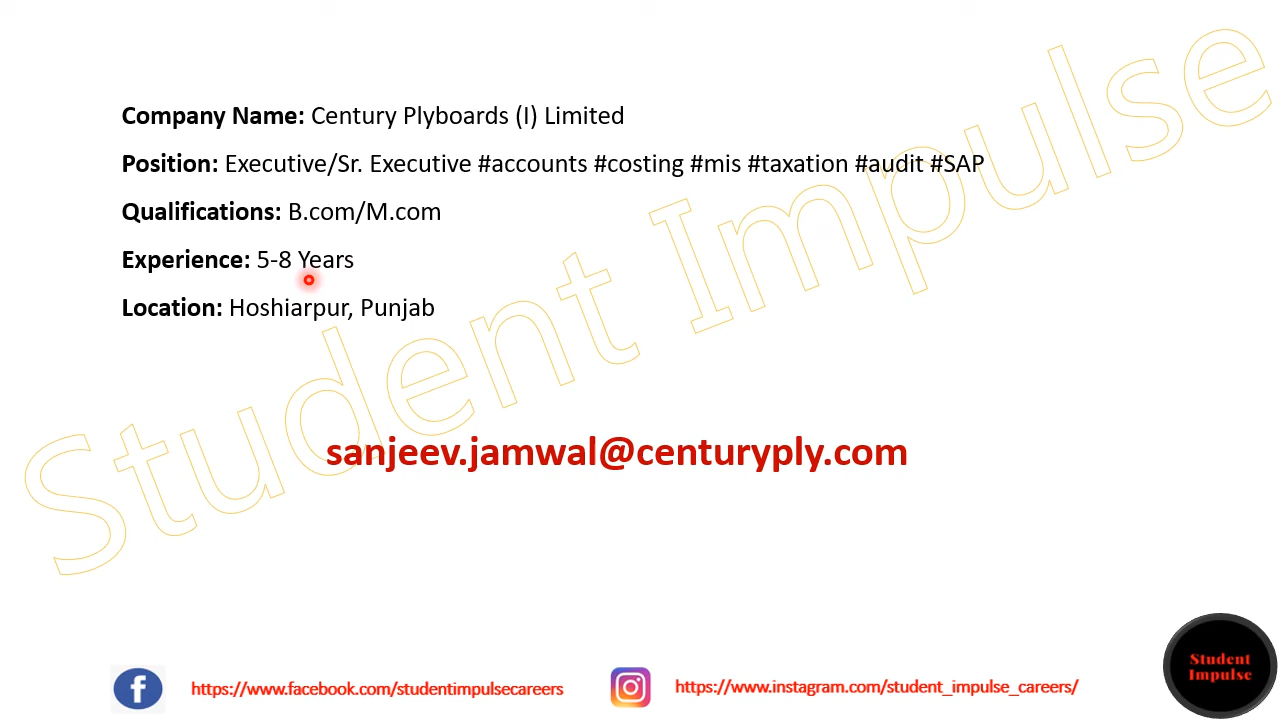 Company Name: Century Plyboards (I) Limited
Position: Executive/Sr. Executive #accounts #costing #mis #taxation #audit #SAP
Qualifications: B.com/M.com
Experience: 5-8 Years
Location: Hoshiarpur, Punjab
Student Impulse
sanjeev.jamwal@centuryply.com
https://www.facebook.com/studentimpulsecareers
https://www.instagram.com/student_impulse_careers/
Student
Impulse